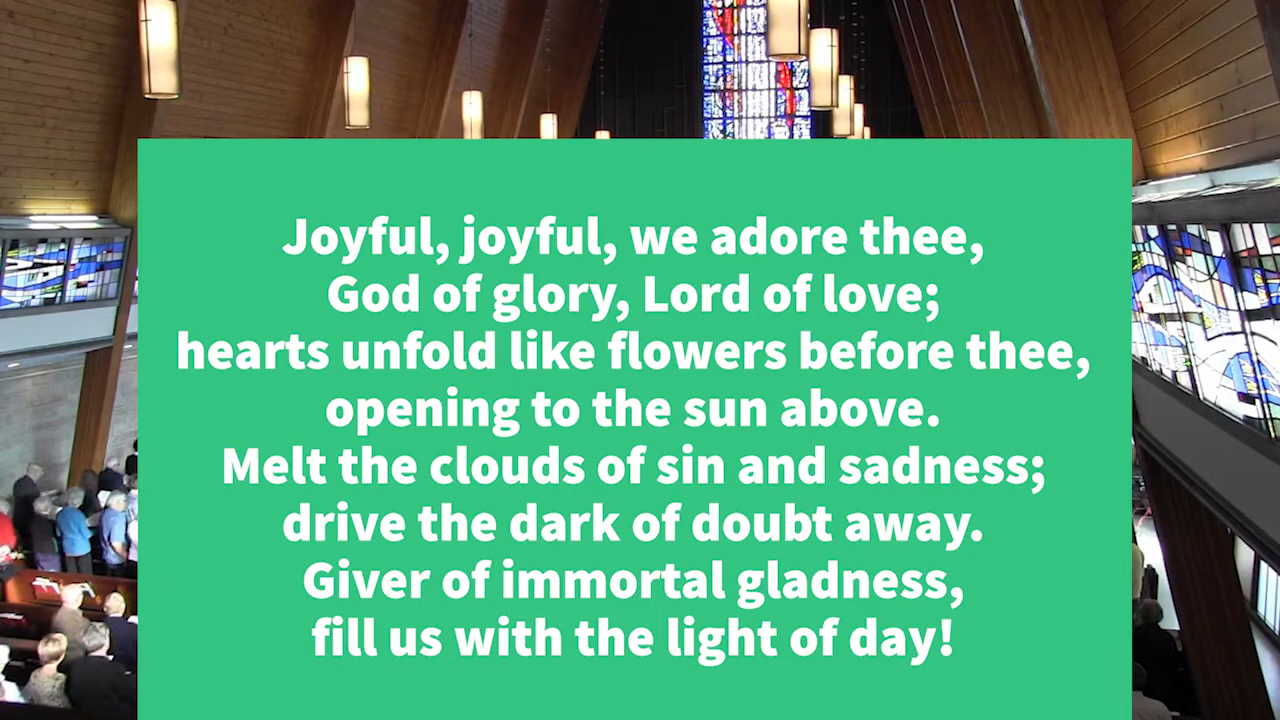 Joyful, joyful, we adore thee,
God of glory, Lord of love;
hearts unfold like flowers before thee,
opening to the sun above.
Melt the clouds of sin and sadness;
drive the dark of doubt away.
Giver of immortal gladness,
fill us with the light of day!